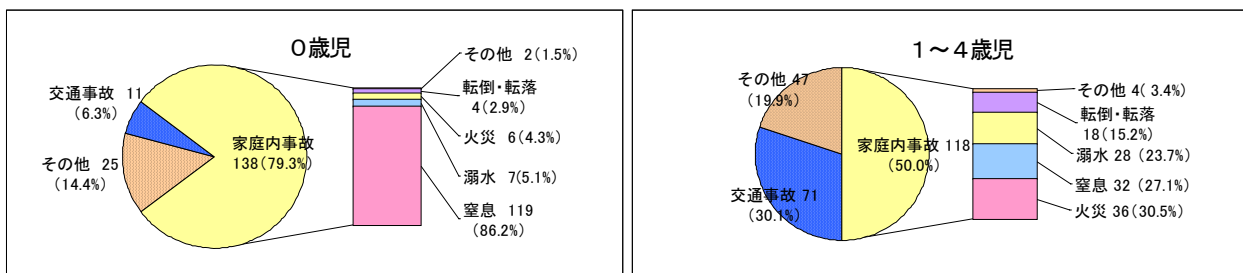 ０歳児
交通事故 11
(6.3%)
その他 25
(14.4%)
家庭内事故
138(79.3%)
その他 2(1.5%)
転倒・転落
4(2.9%)
火災 6(4.3%)
溺水 7(5.1%)
窒息 119
(86.2%)
１～４歳児
その他 47
(19.9%)
交通事故 71
(30.1%)
家庭内事故 118
(50.0%)
その他 4( 3.4%)
転倒・転落
18(15.2%)
溺水 28 (23.7%)
窒息 32 (27.1%)
火災 36(30.5%)